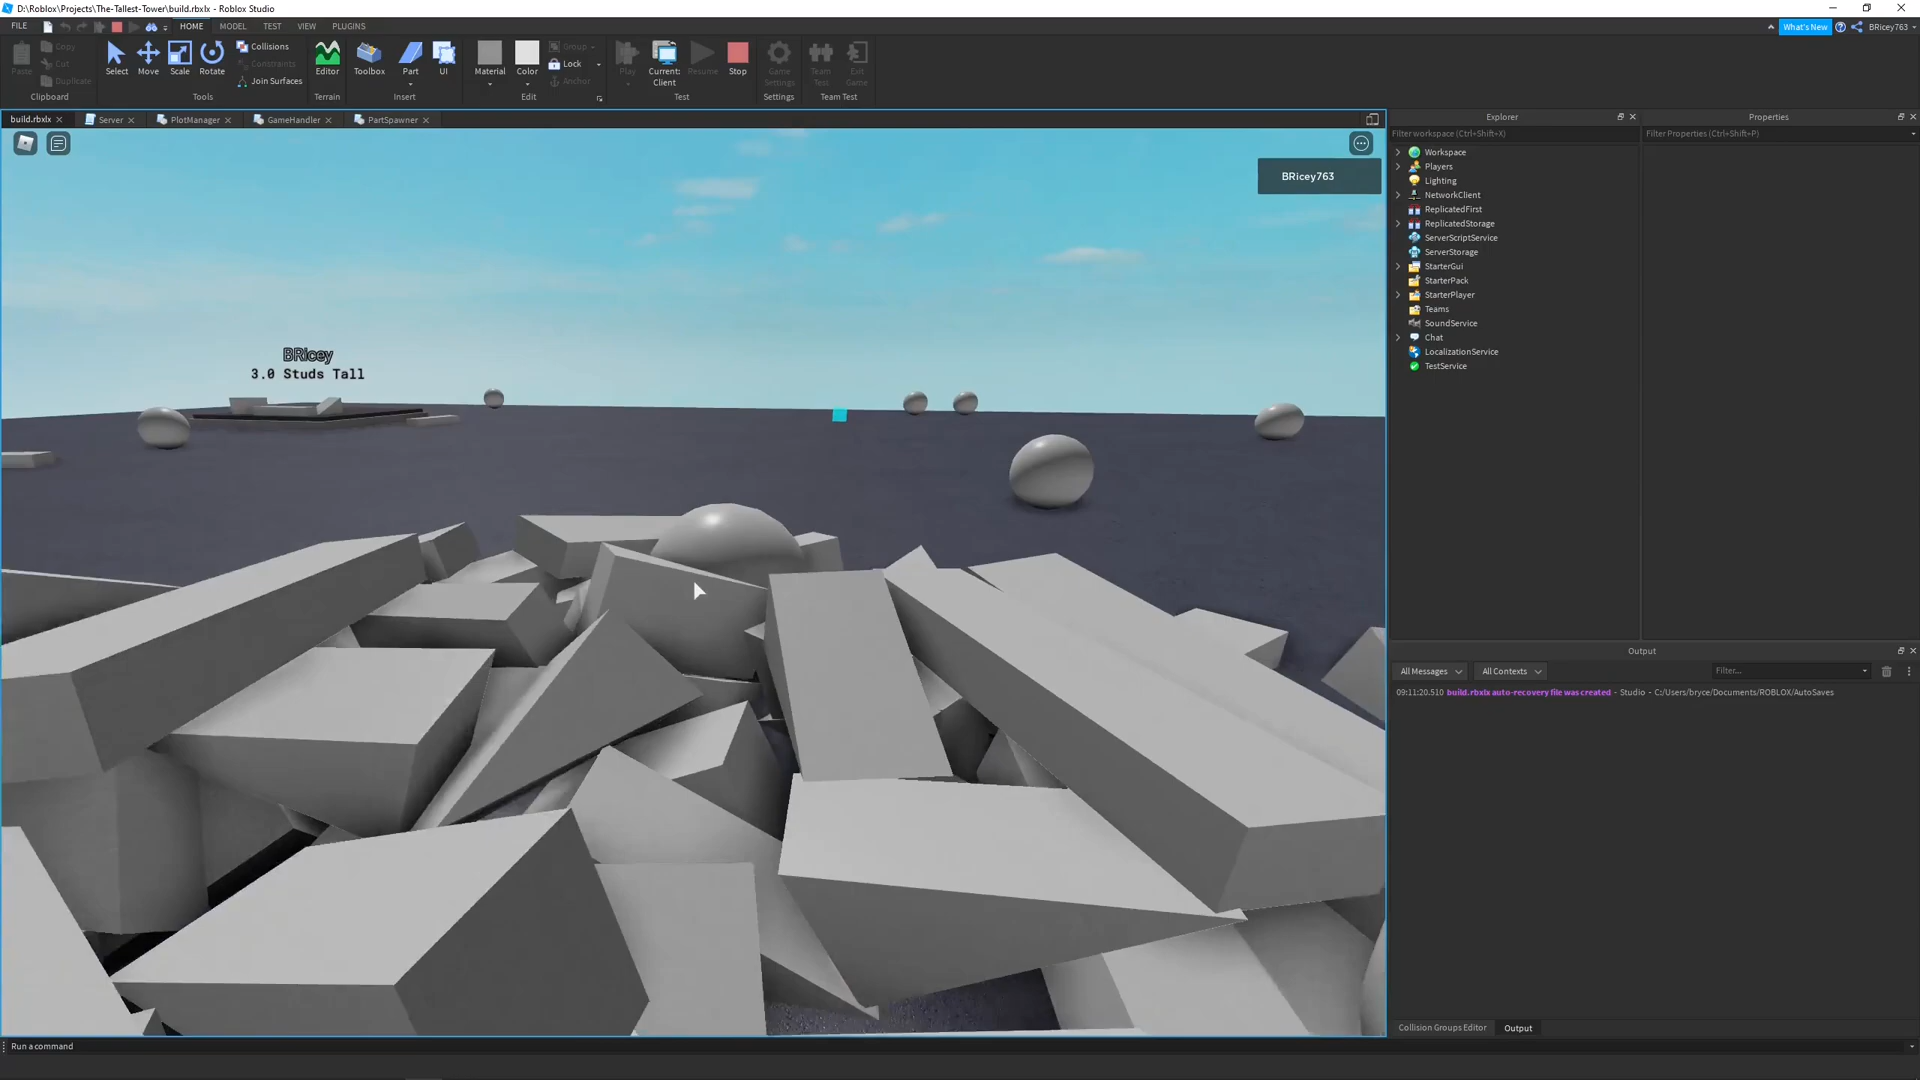 D:\Roblox\Projects\The-Tallest-Tower\build.rbxlx - Roblox Studio
FILE HOME MODEL TEST VIEW PLUGINS What's New BRicey763
Paste Copy Cut Duplicate
Clipboard
Select Move Scale Rotate
Collisions
Constraints
Join Surfaces
Tools
Editor
Terrain
Toolbox Part UI
Insert
Material Color
Group
Lock
Anchor
Edit
Play Current: Client Resume Stop
Test
Game Settings
Settings
Team Test Exit Game
Team Test
build.rbxlx Server PlotManager GameHandler PartSpawner
BRicey763
BRicey
3.0 Studs Tall
Explorer
Filter workspace (Ctrl+Shift+X)
Workspace
Players
Lighting
NetworkClient
ReplicatedFirst
ReplicatedStorage
ServerScriptService
ServerStorage
StarterGui
StarterPack
StarterPlayer
Teams
SoundService
Chat
LocalizationService
TestService
Properties
Filter Properties (Ctrl+Shift+P)
Output
All Messages All Contexts Filter...
09:11:20.510 build.rbxlx auto-recovery file was created - Studio - C:/Users/bryce/Documents/ROBLOX/AutoSaves
Collision Groups Editor Output
Run a command